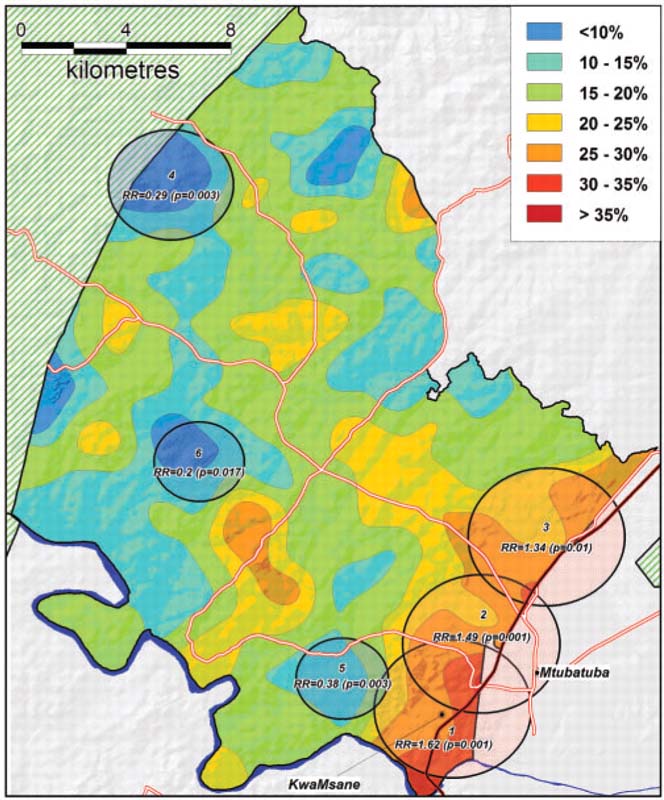 0 4 8
kilometres
<10%
10 - 15%
15 - 20%
20 - 25%
25 - 30%
30 - 35%
> 35%
4
RR=0.29 (p=0.003)
6
RR=0.2 (p=0.017)
3
RR=1.34 (p=0.01)
2
RR=1.49 (p=0.001)
5
RR=0.38 (p=0.003)
Mtubatuba
1
RR=1.62 (p=0.001)
KwaMsane